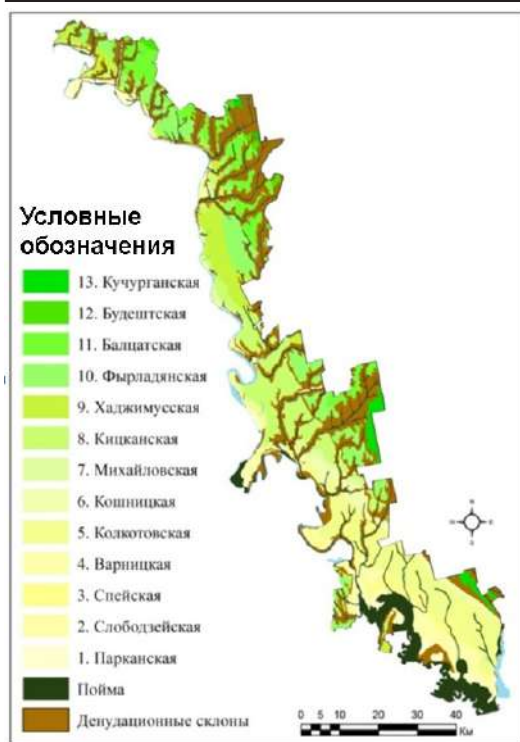 Условные
обозначения
13. Кучурганская
12. Будештская
11. Балцатская
10. Фырладянская
9. Хаджимусская
8. Кицканская
7. Михайловская
6. Кошницкая
5. Колкотовская
4. Варницкая
3. Спейская
2. Слободзейская
1. Парканская
Пойма
Денудационные склоны
N
E
S
0 5 10 20 30 40
Км